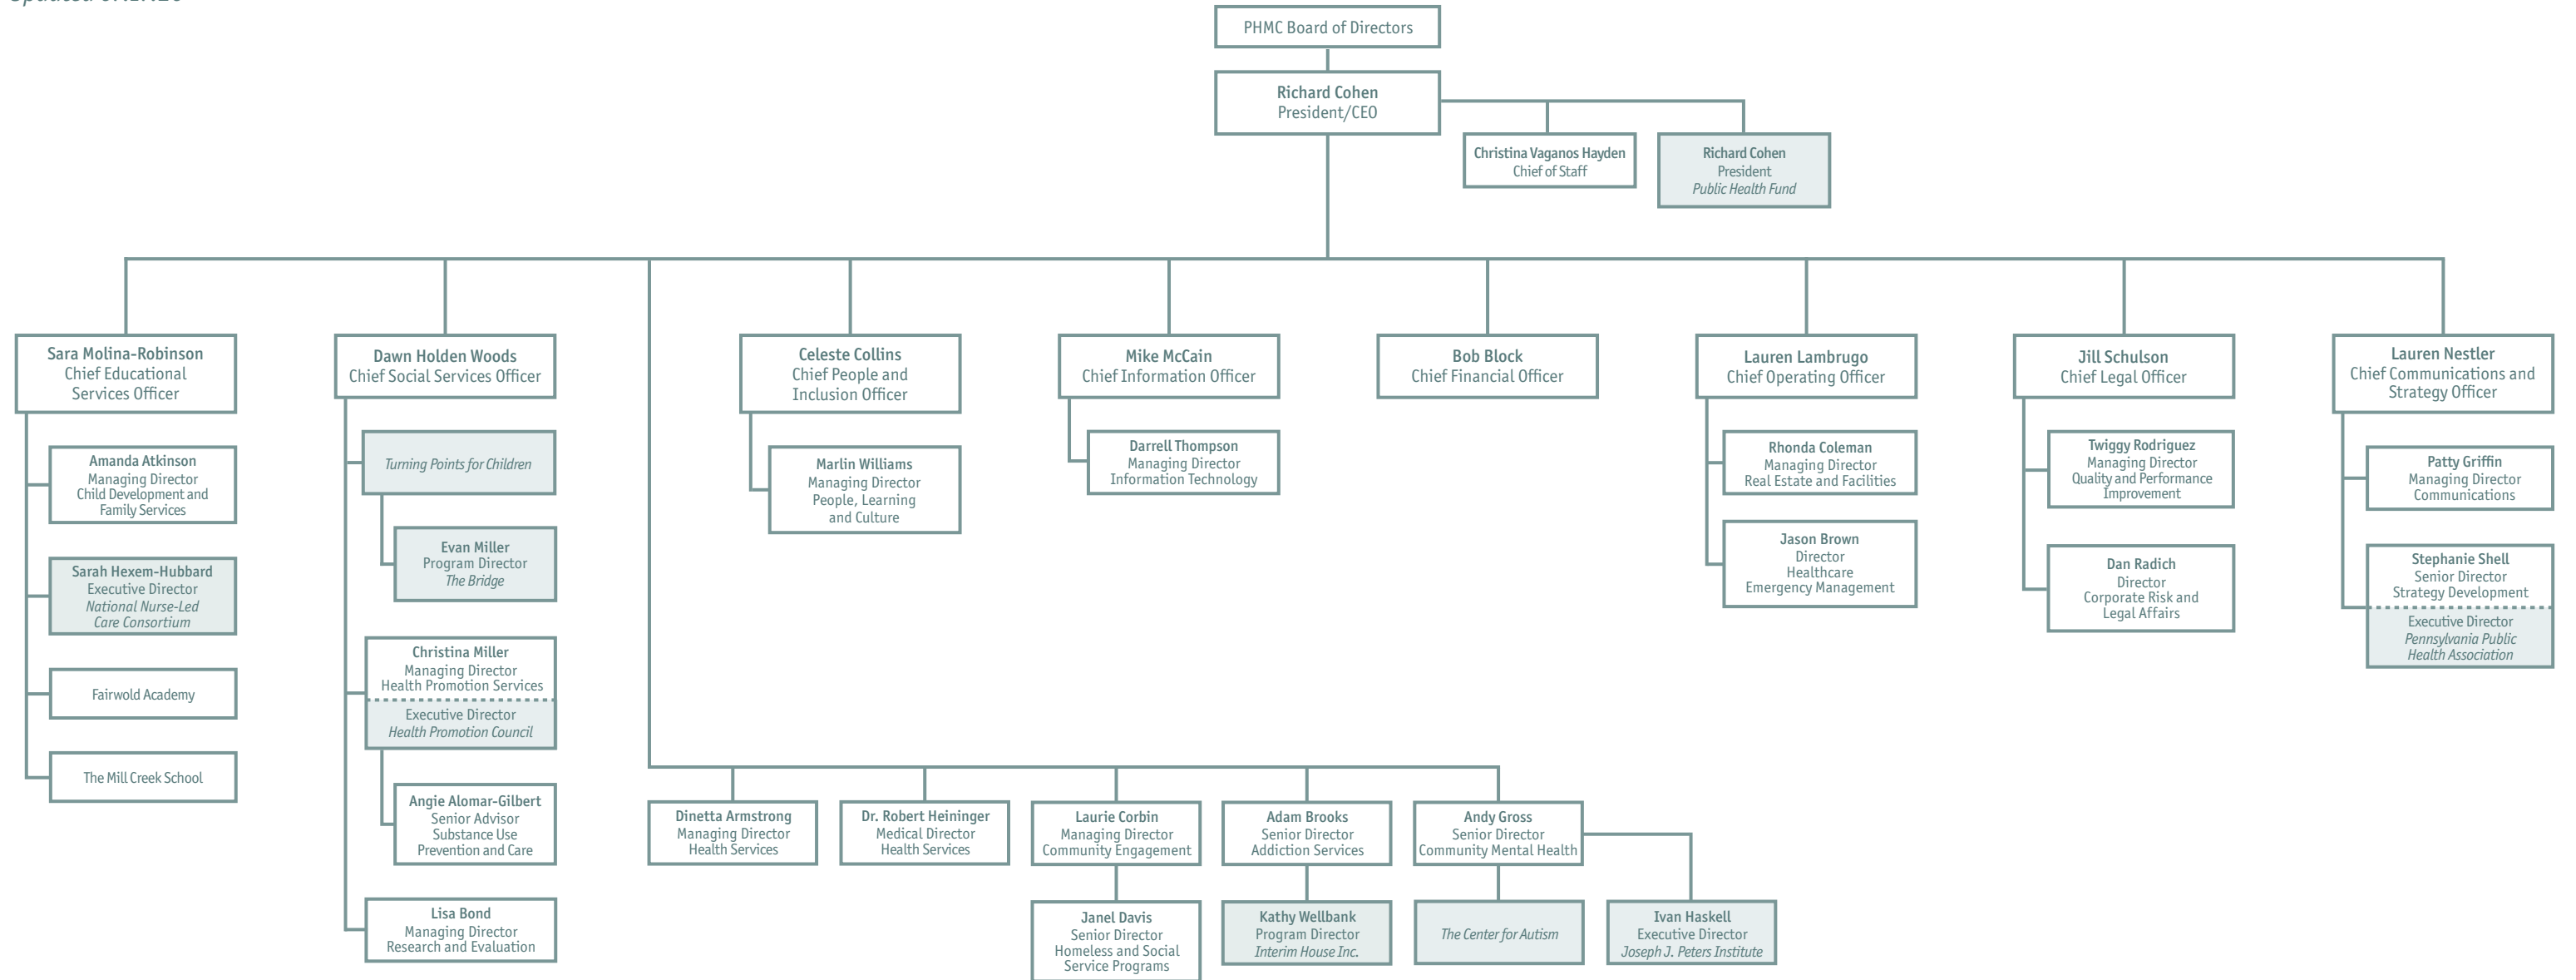 PHMC Board of Directors
Richard Cohen
President/CEO
Christina Vaganos Hayden
Chief of Staff
Richard Cohen
President
Public Health Fund
Sara Molina-Robinson
Chief Educational
Services Officer
Amanda Atkinson
Managing Director
Child Development and
Family Services
Sarah Hexem-Hubbard
Executive Director
National Nurse-Led
Care Consortium
Fairwold Academy
The Mill Creek School
Dawn Holden Woods
Chief Social Services Officer
Turning Points for Children
Evan Miller
Program Director
The Bridge
Christina Miller
Managing Director
Health Promotion Services
Executive Director
Health Promotion Council
Angie Alomar-Gilbert
Senior Advisor
Substance Use
Prevention and Care
Lisa Bond
Managing Director
Research and Evaluation
Celeste Collins
Chief People and
Inclusion Officer
Marlin Williams
Managing Director
People, Learning
and Culture
Mike McCain
Chief Information Officer
Darrell Thompson
Managing Director
Information Technology
Bob Block
Chief Financial Officer
Lauren Lambrugo
Chief Operating Officer
Rhonda Coleman
Managing Director
Real Estate and Facilities
Jason Brown
Director
Healthcare
Emergency Management
Jill Schulson
Chief Legal Officer
Twiggy Rodriguez
Managing Director
Quality and Performance
Improvement
Dan Radich
Director
Corporate Risk and
Legal Affairs
Lauren Nestler
Chief Communications and
Strategy Officer
Patty Griffin
Managing Director
Communications
Stephanie Shell
Senior Director
Strategy Development
Executive Director
Pennsylvania Public
Health Association
Dinetta Armstrong
Managing Director
Health Services
Dr. Robert Heininger
Medical Director
Health Services
Laurie Corbin
Managing Director
Community Engagement
Janel Davis
Senior Director
Homeless and Social
Service Programs
Adam Brooks
Senior Director
Addiction Services
Kathy Wellbank
Program Director
Interim House Inc.
Andy Gross
Senior Director
Community Mental Health
The Center for Autism
Ivan Haskell
Executive Director
Joseph J. Peters Institute